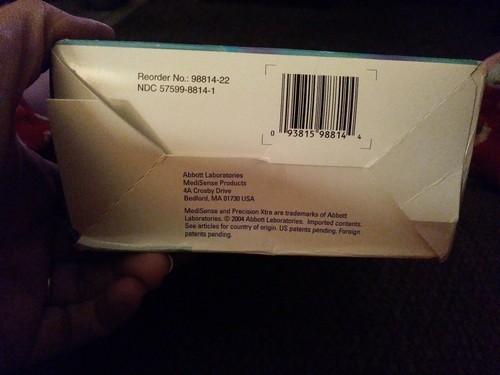 Reorder No.: 98814-22
NDC 57599-8814-1
0 93815 98814 4
Abbott Laboratories
MediSense Products
4A Crosby Drive
Bedford, MA 01730 USA
MediSense and Precision Xtra are trademarks of Abbott
Laboratories. © 2004 Abbott Laboratories. Imported contents.
See articles for country of origin. US patents pending. Foreign
patents pending.